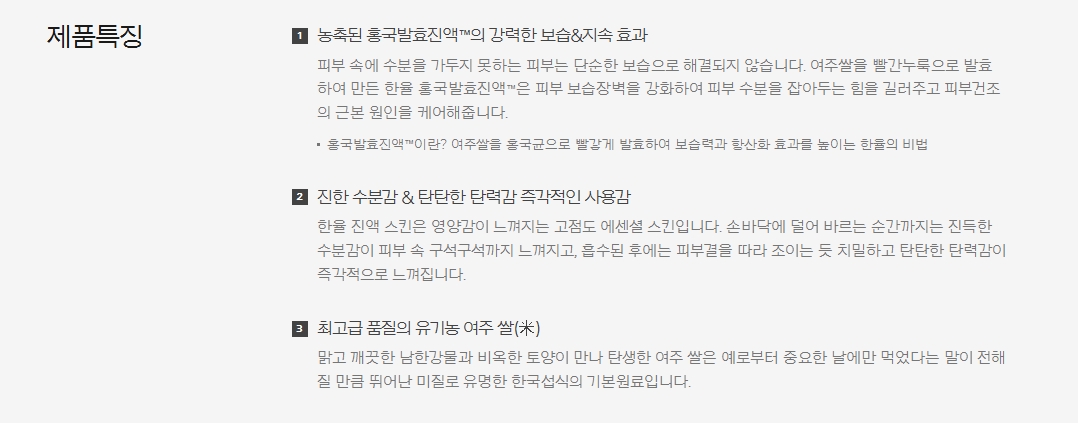 제품특징
1 농축된 홍국발효진액™의 강력한 보습&지속 효과
피부 속에 수분을 가두지 못하는 피부는 단순한 보습으로 해결되지 않습니다. 여주쌀을 빨간누룩으로 발효
하여 만든 한율 홍국발효진액™은 피부 보습장벽을 강화하여 피부 수분을 잡아두는 힘을 길러주고 피부건조
의 근본 원인을 케어해줍니다.
▪ 홍국발효진액™이란? 여주쌀을 홍국균으로 빨갛게 발효하여 보습력과 항산화 효과를 높이는 한율의 비법
2 진한 수분감 & 탄탄한 탄력감 즉각적인 사용감
한율 진액 스킨은 영양감이 느껴지는 고점도 에센셜 스킨입니다. 손바닥에 덜어 바르는 순간까지는 진득한
수분감이 피부 속 구석구석까지 느껴지고, 흡수된 후에는 피부결을 따라 조이는 듯 치밀하고 탄탄한 탄력감이
즉각적으로 느껴집니다.
3 최고급 품질의 유기농 여주 쌀(米)
맑고 깨끗한 남한강물과 비옥한 토양이 만나 탄생한 여주 쌀은 예로부터 중요한 날에만 먹었다는 말이 전해
질 만큼 뛰어난 미질로 유명한 한국섭식의 기본원료입니다.